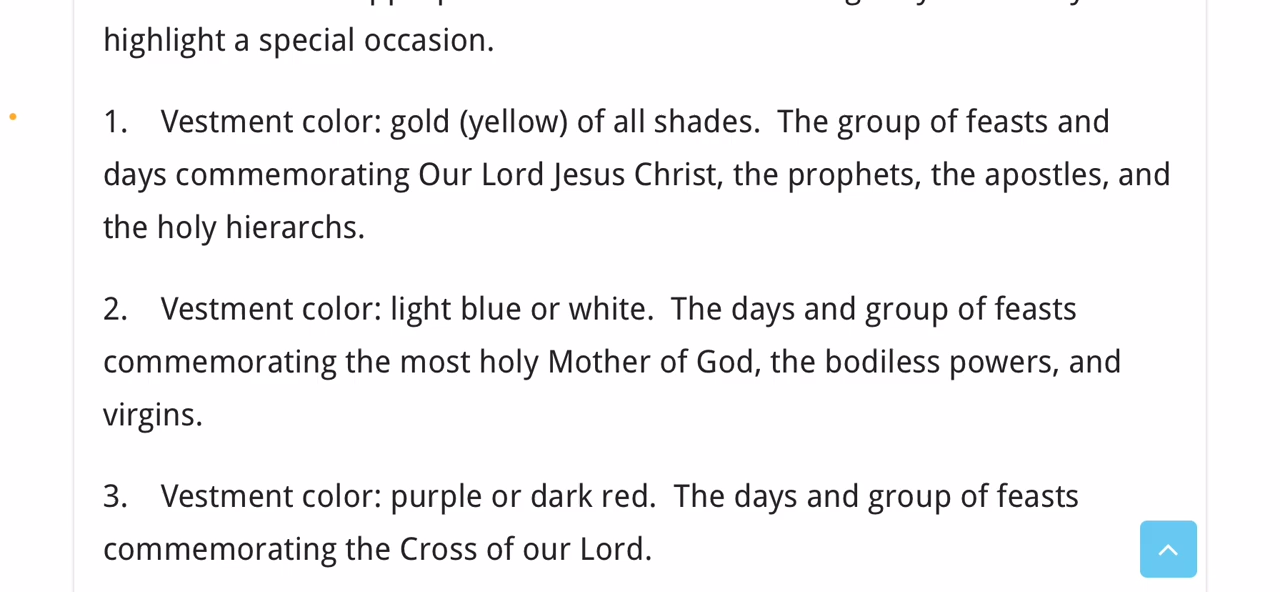 highlight a special occasion.
1. Vestment color: gold (yellow) of all shades. The group of feasts and
days commemorating Our Lord Jesus Christ, the prophets, the apostles, and
the holy hierarchs.
2. Vestment color: light blue or white. The days and group of feasts
commemorating the most holy Mother of God, the bodiless powers, and
virgins.
3. Vestment color: purple or dark red. The days and group of feasts
commemorating the Cross of our Lord.